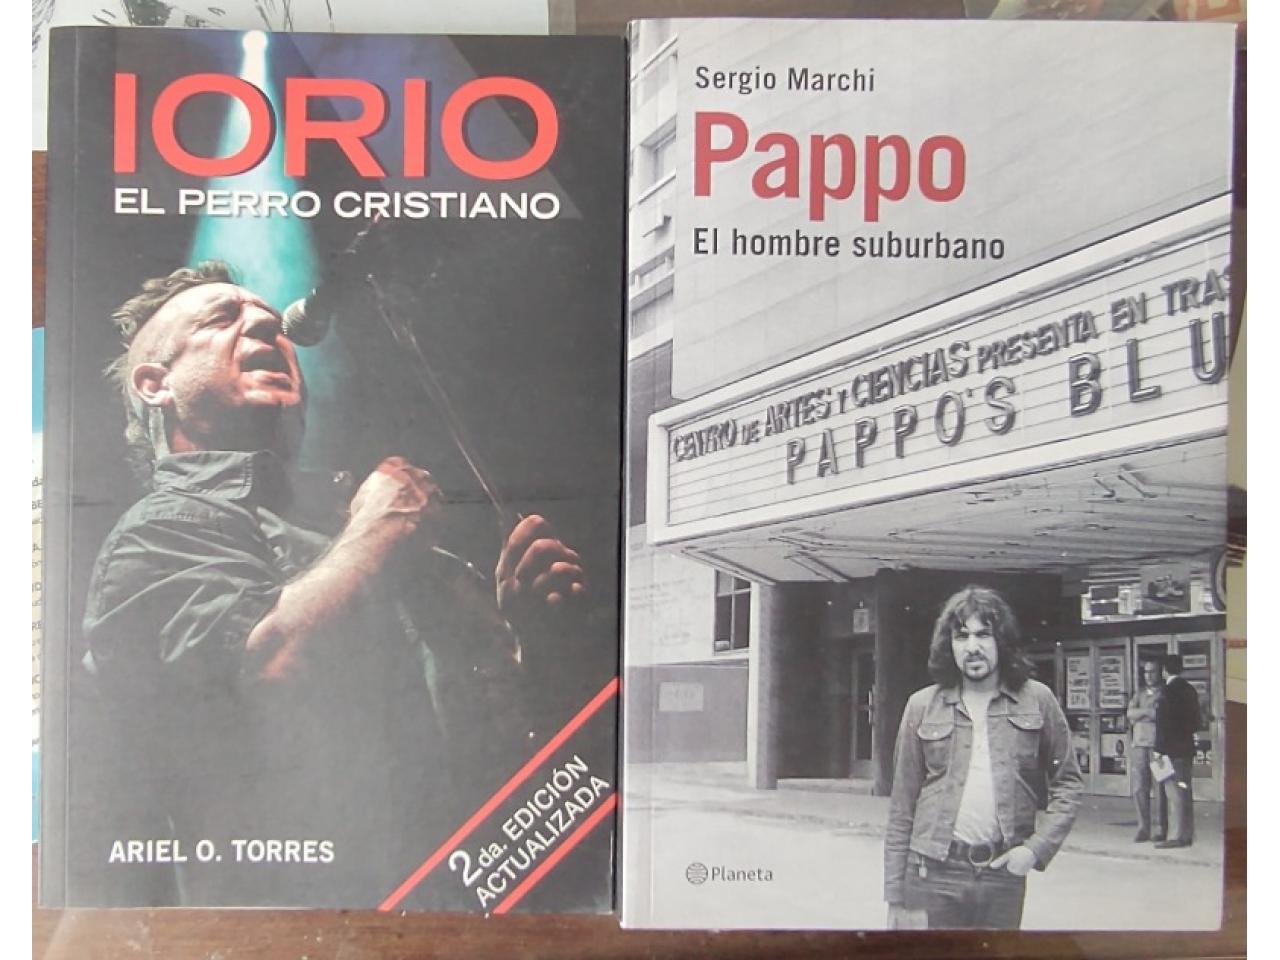 IORIO
EL PERRO CRISTIANO
ARIEL O. TORRES
2da. EDICIÓN
ACTUALIZADA
Sergio Marchi
Pappo
El hombre suburbano
CENTRO DE ARTES Y CIENCIAS PRESENTA EN TRAS
PAPPO'S BLU
Planeta